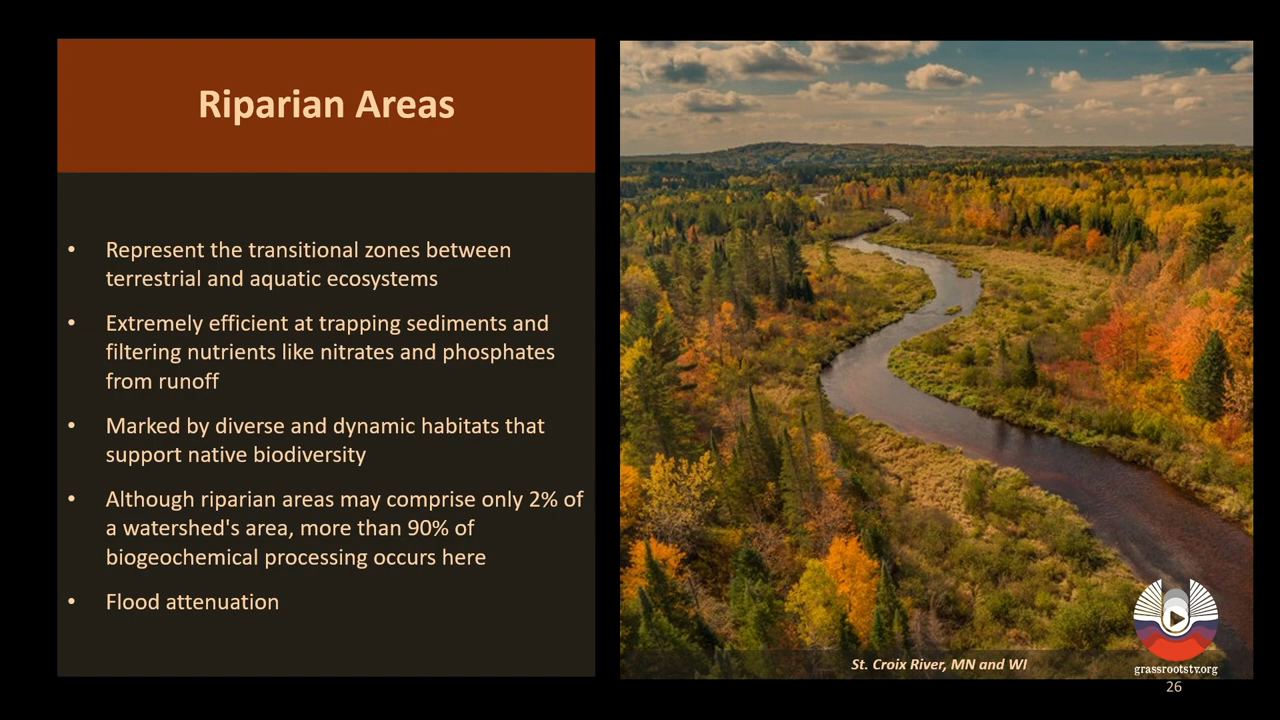 Riparian Areas
• Represent the transitional zones between
terrestrial and aquatic ecosystems
• Extremely efficient at trapping sediments and
filtering nutrients like nitrates and phosphates
from runoff
• Marked by diverse and dynamic habitats that
support native biodiversity
• Although riparian areas may comprise only 2% of
a watershed's area, more than 90% of
biogeochemical processing occurs here
• Flood attenuation
St. Croix River, MN and WI
grassrootstv.org
26